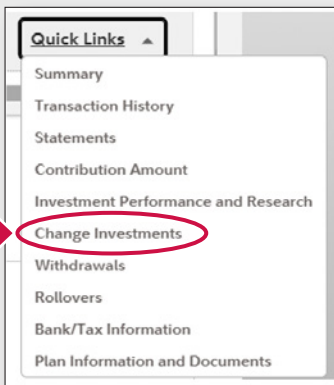 Quick Links
Summary
Transaction History
Statements
Contribution Amount
Investment Performance and Research
Change Investments
Withdrawals
Rollovers
Bank/Tax Information
Plan Information and Documents